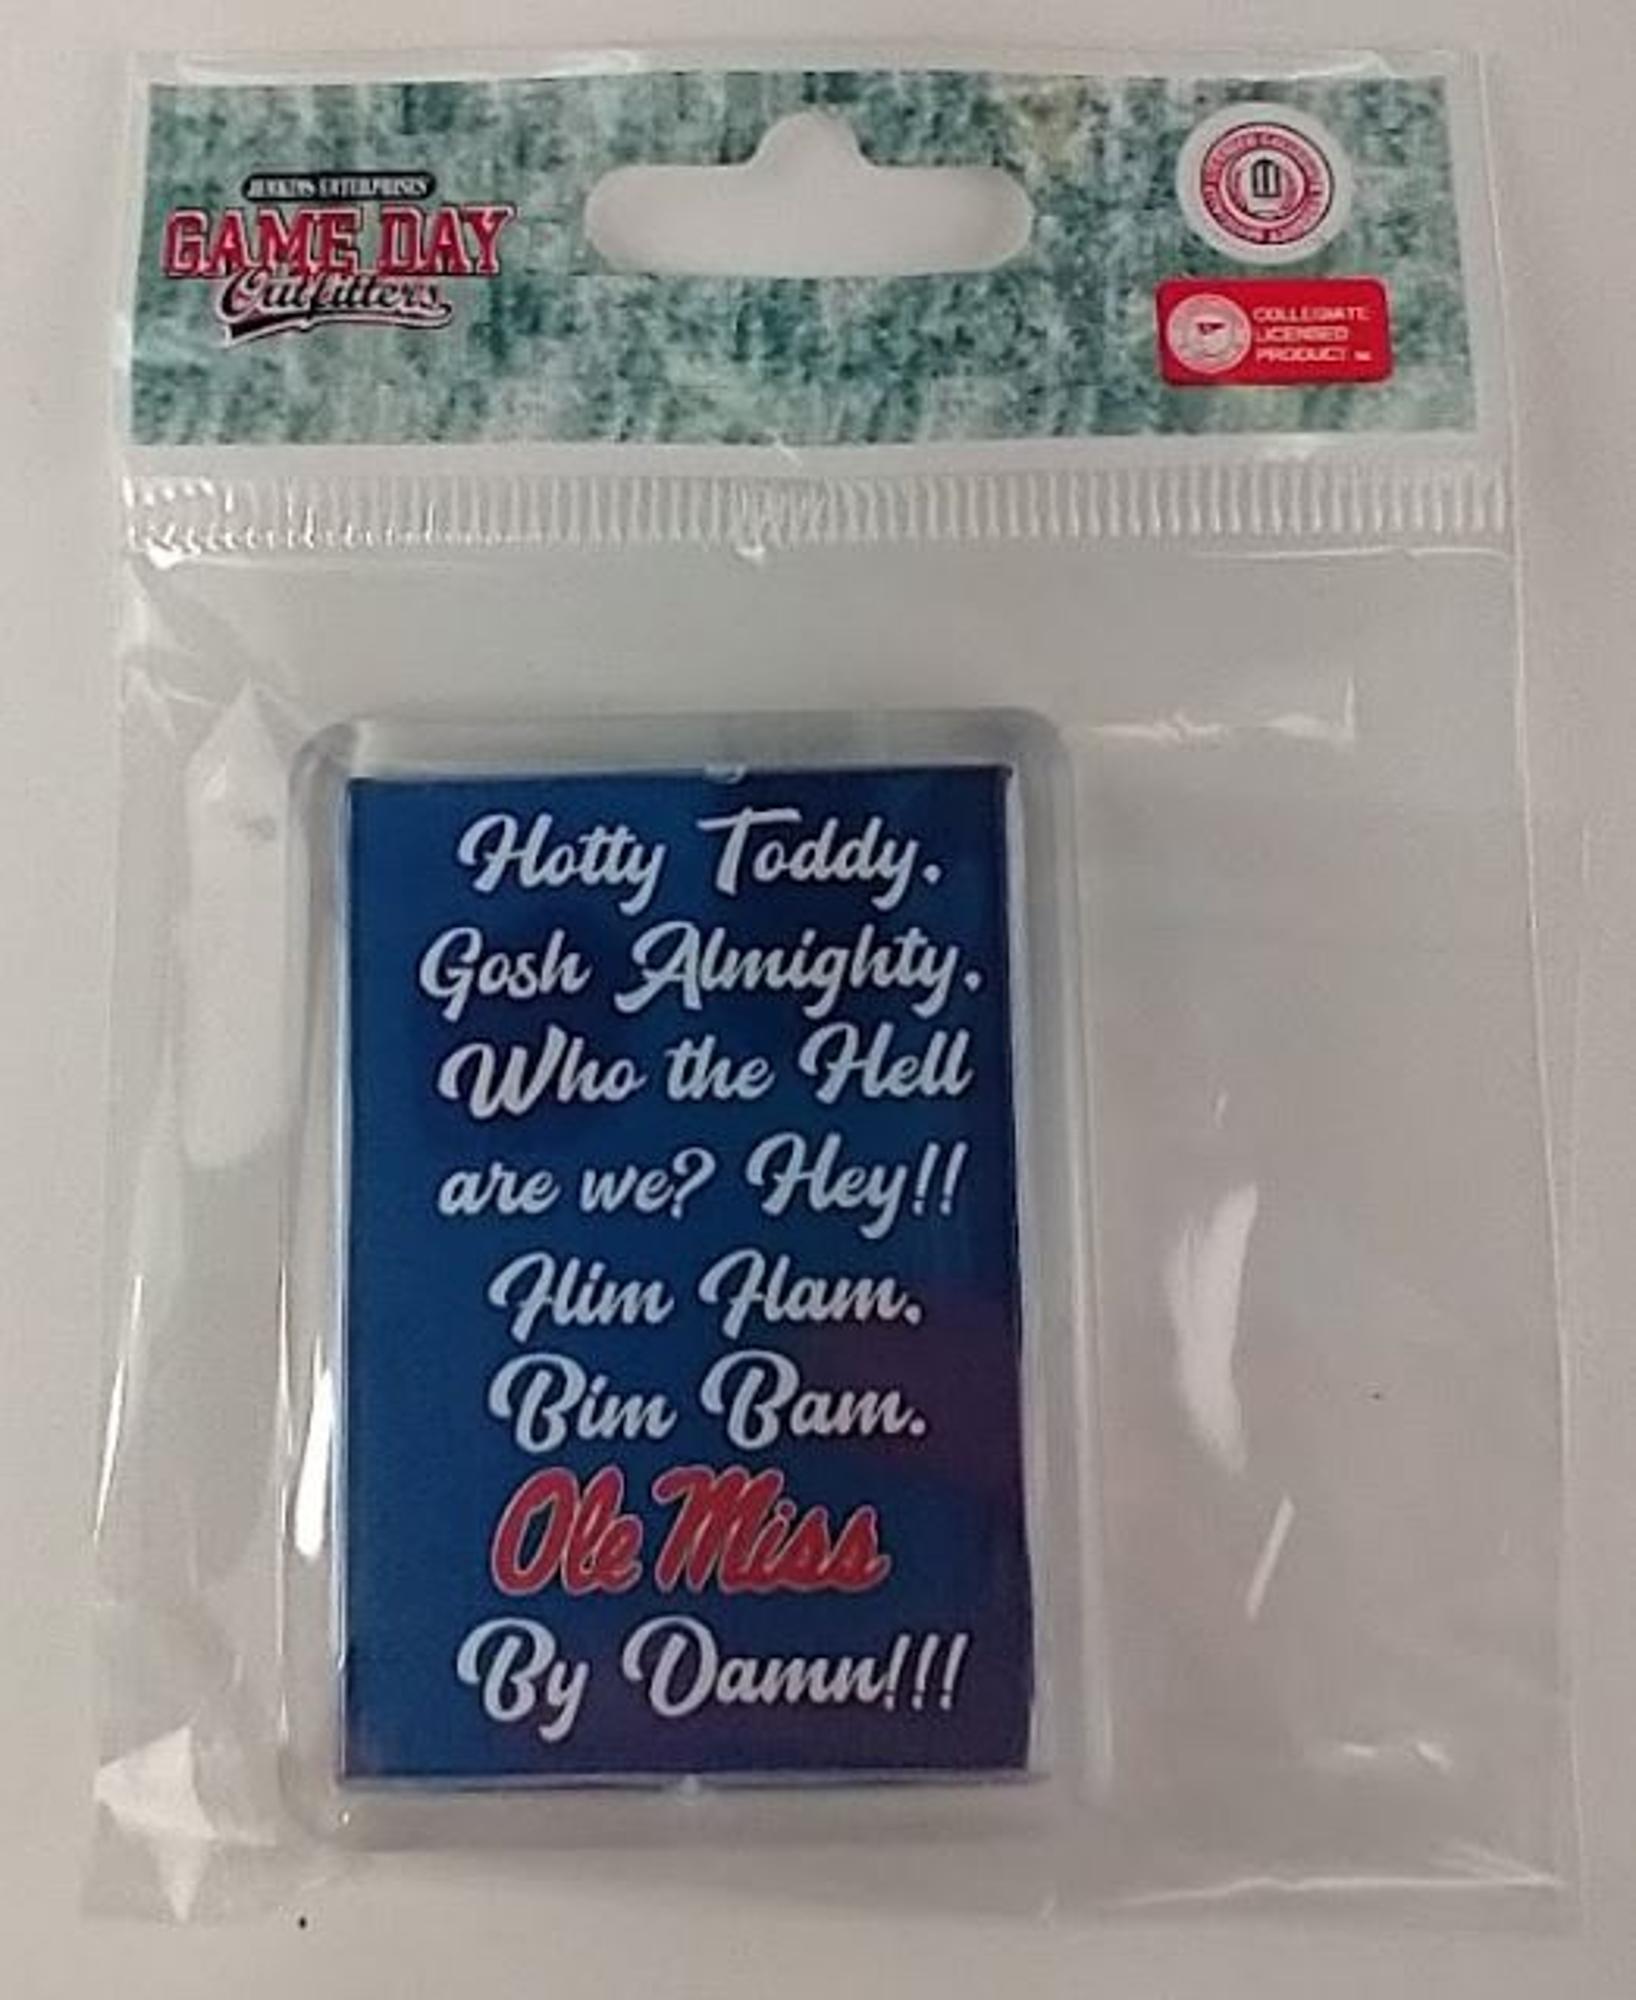 JENKINS ENTERPRISES
GAME DAY
Outfitters
COLLEGIATE
LICENSED
PRODUCT
Hotty Toddy.
Gosh Almighty.
Who the Hell
are we? Hey!!
Flim Flam.
Bim Bam.
Ole Miss
By Damn!!!